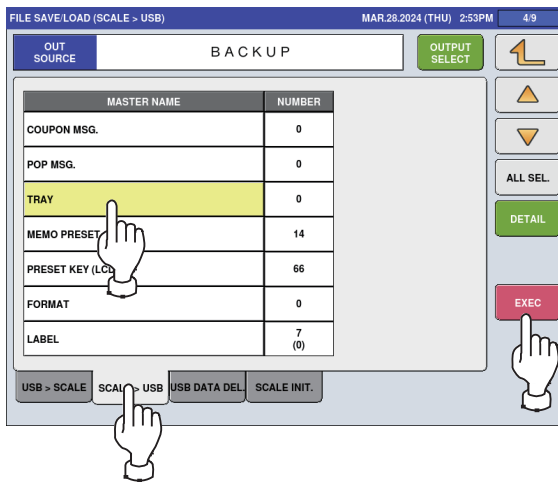 FILE SAVE/LOAD (SCALE > USB) MAR.28.2024 (THU) 2:53PM 4/9
OUT SOURCE
BACKUP
OUTPUT SELECT
MASTER NAME NUMBER
COUPON MSG. 0
POP MSG. 0
TRAY 0
MEMO PRESET 14
PRESET KEY 66
FORMAT 0
LABEL 7 (0)
ALL SEL.
DETAIL
EXEC
USB > SCALE
> USB
USB DATA DEL.
SCALE INIT.